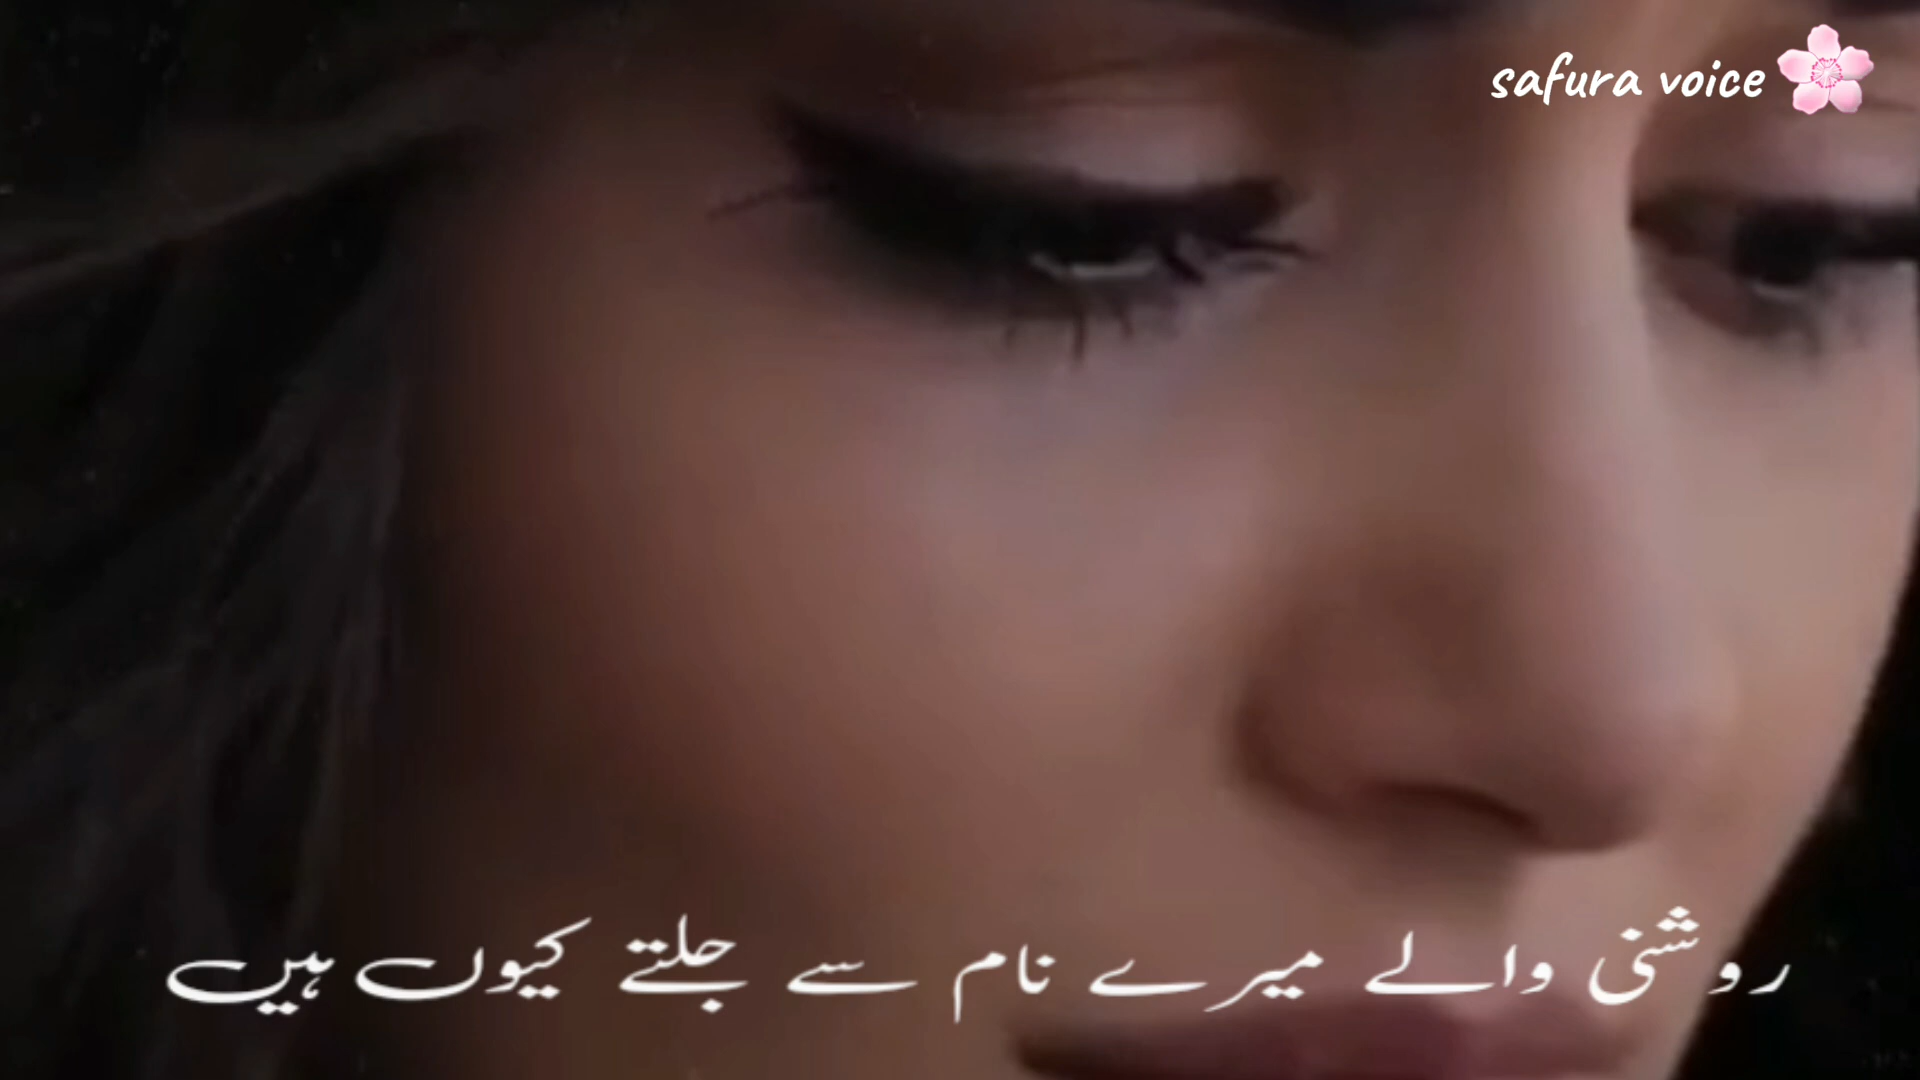 safura voice
روشنی والے میرے نام سے جلتے کیوں ہیں